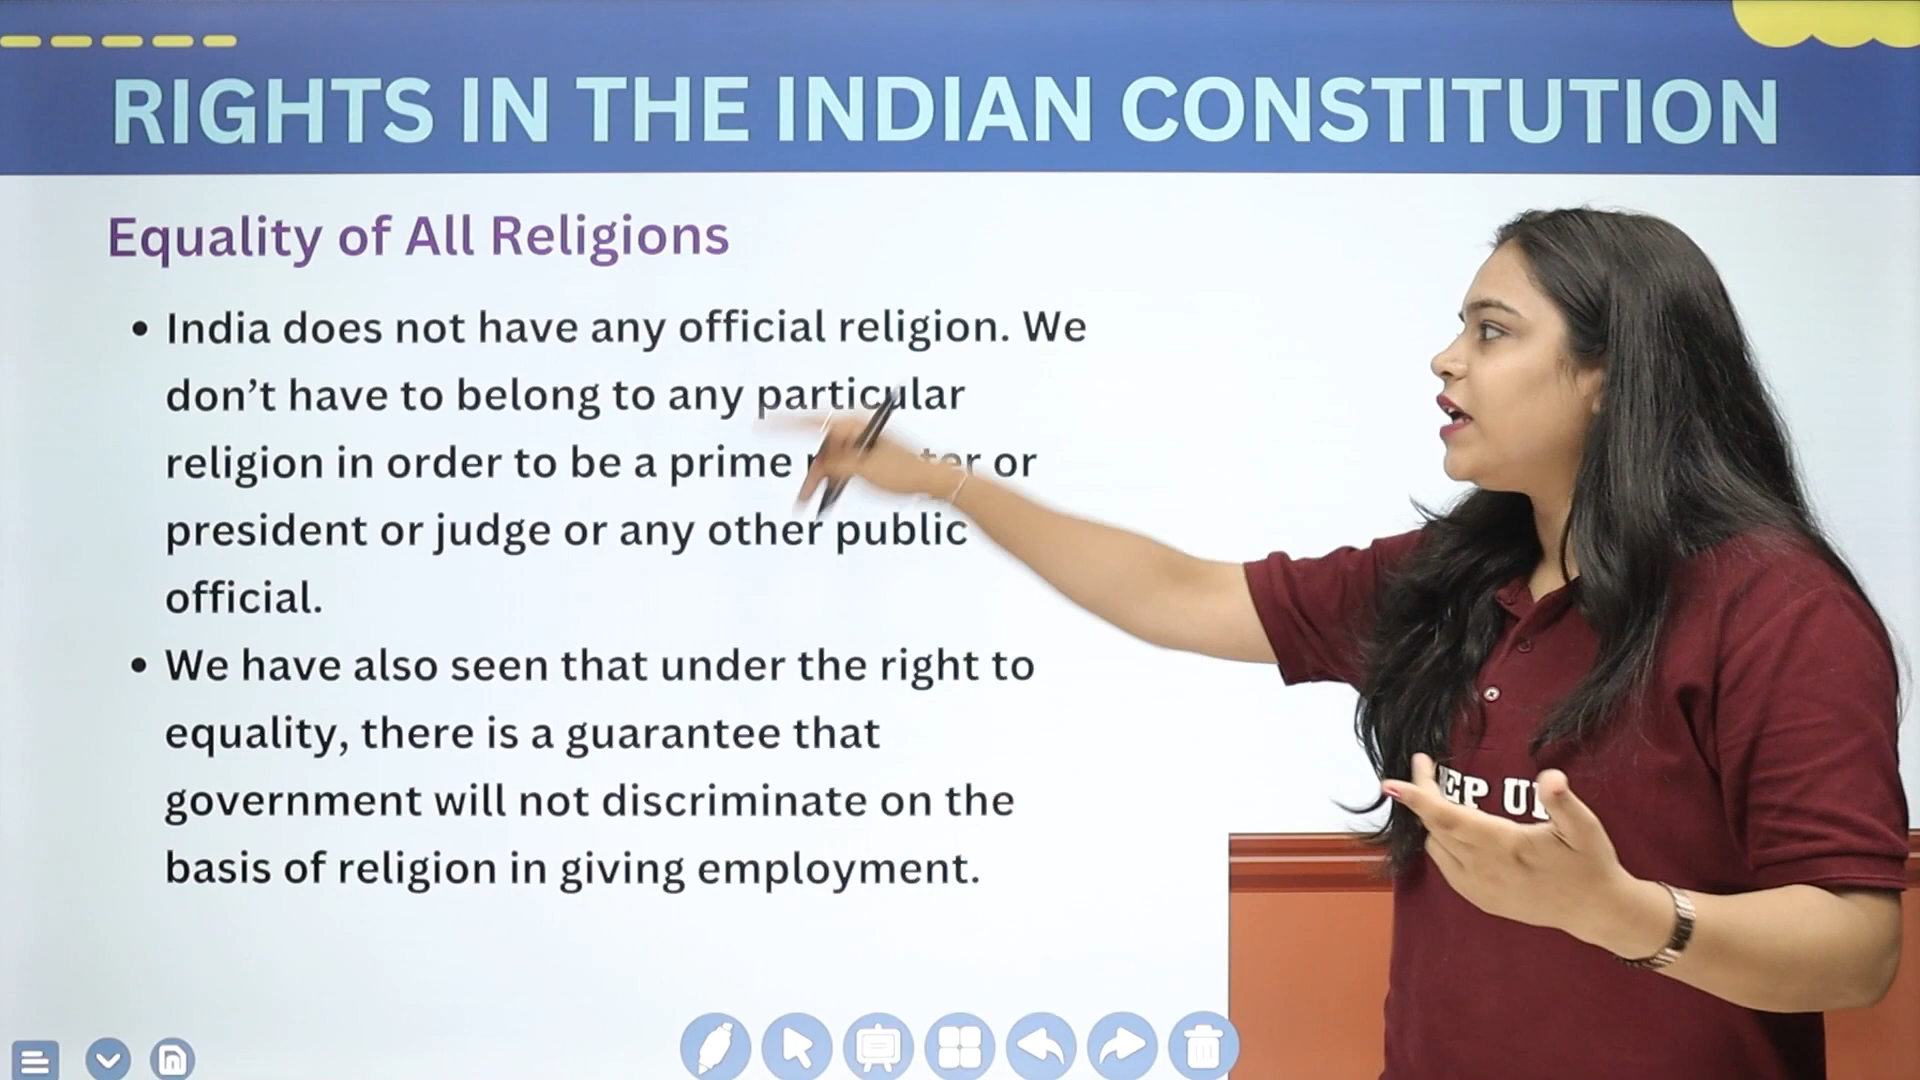 RIGHTS IN THE INDIAN CONSTITUTION
Equality of All Religions
• India does not have any official religion. We
don’t have to belong to any particular
religion in order to be a prime or
president or judge or any other public
official.
• We have also seen that under the right to
equality, there is a guarantee that
government will not discriminate on the
basis of religion in giving employment.